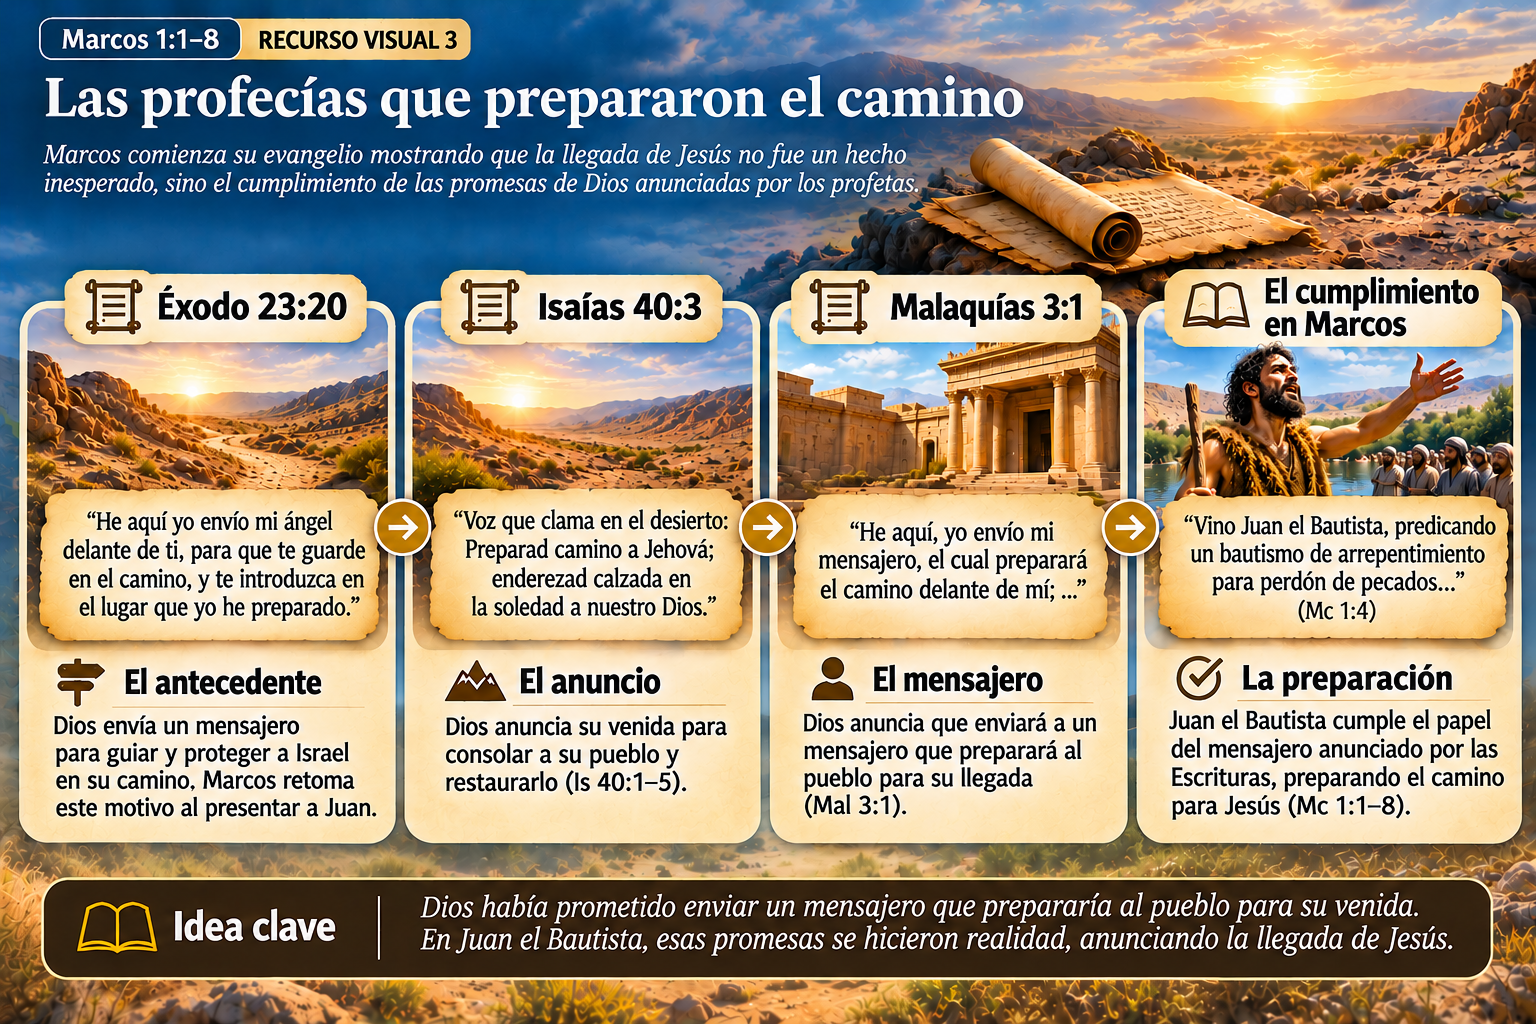 Marcos 1:1–8
RECURSO VISUAL 3
Las profecías que prepararon el camino
Marcos comienza su evangelio mostrando que la llegada de Jesús no fue un hecho
inesperado, sino el cumplimiento de las promesas de Dios anunciadas por los profetas.
Éxodo 23:20
“He aquí yo envío mi ángel
delante de ti, para que te guarde
en el camino, y te introduzca en
el lugar que yo he preparado.”
El antecedente
Dios envía un mensajero
para guiar y proteger a Israel
en su camino. Marcos retoma
este motivo al presentar a Juan.
Isaías 40:3
“Voz que clama en el desierto:
Preparad camino a Jehová;
enderezad calzada en
la soledad a nuestro Dios.”
El anuncio
Dios anuncia su venida para
consolar a su pueblo y
restaurarlo (Is 40:1–5).
Malaquías 3:1
“He aquí, yo envío mi
mensajero, el cual preparará
el camino delante de mí; ...”
El mensajero
Dios anuncia que enviará a un
mensajero que preparará al
pueblo para su llegada
(Mal 3:1).
El cumplimiento
en Marcos
“Vino Juan el Bautista, predicando
un bautismo de arrepentimiento
para perdón de pecados...”
(Mc 1:4)
La preparación
Juan el Bautista cumple el papel
del mensajero anunciado por las
Escrituras, preparando el camino
para Jesús (Mc 1:1–8).
Idea clave
Dios había prometido enviar un mensajero que prepararía al pueblo para su venida.
En Juan el Bautista, esas promesas se hicieron realidad, anunciando la llegada de Jesús.